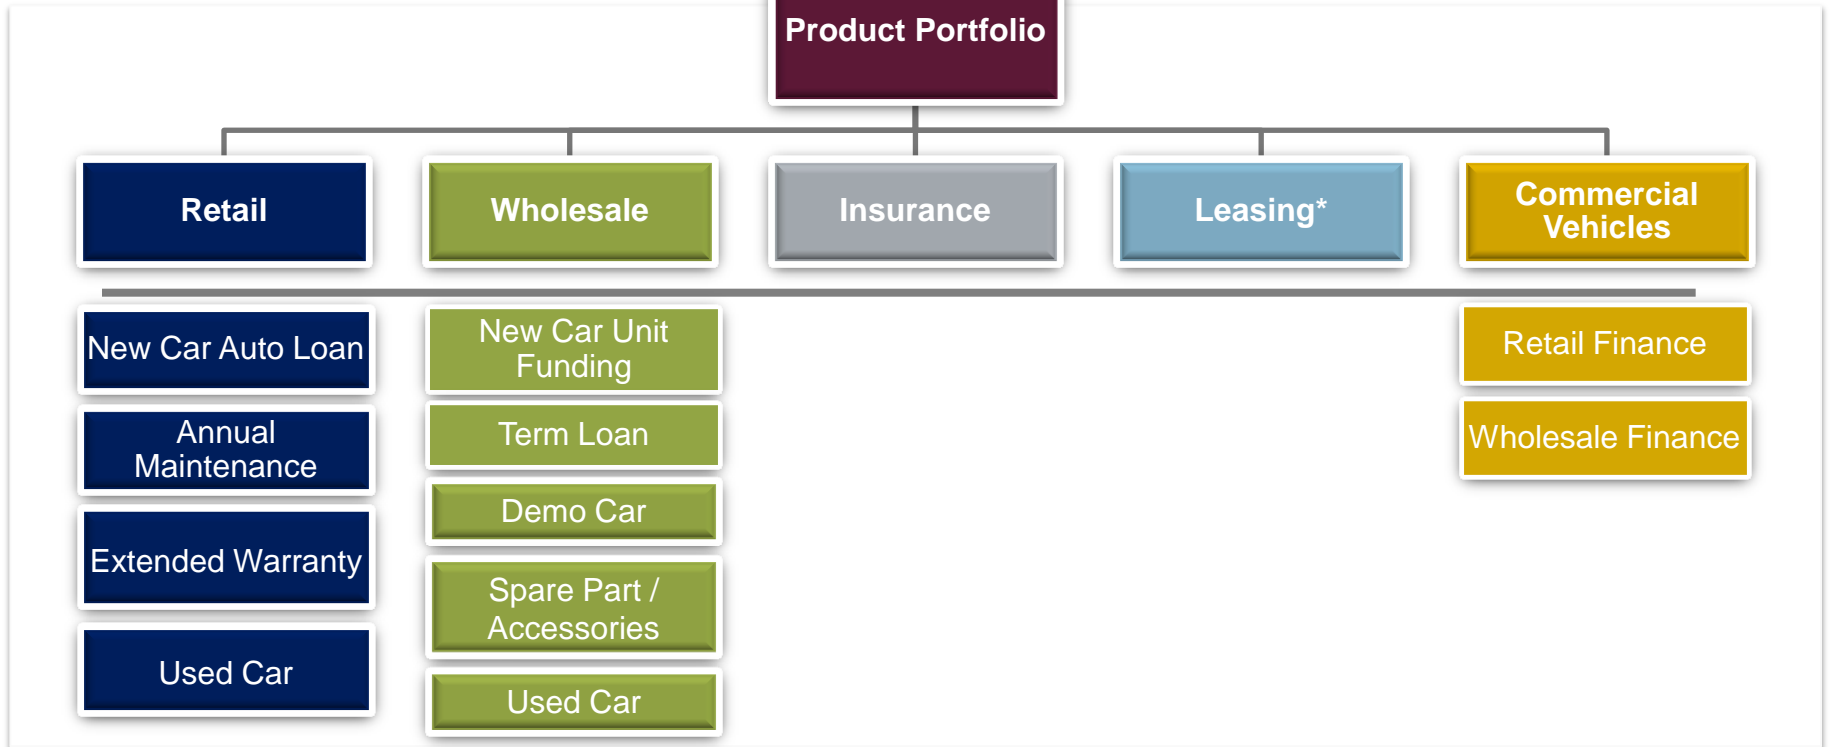 Product Portfolio
Retail
Wholesale
Insurance
Leasing*
Commercial
Vehicles
New Car Auto Loan
Annual
Maintenance
Extended Warranty
Used Car
New Car Unit
Funding
Term Loan
Demo Car
Spare Part /
Accessories
Used Car
Retail Finance
Wholesale Finance